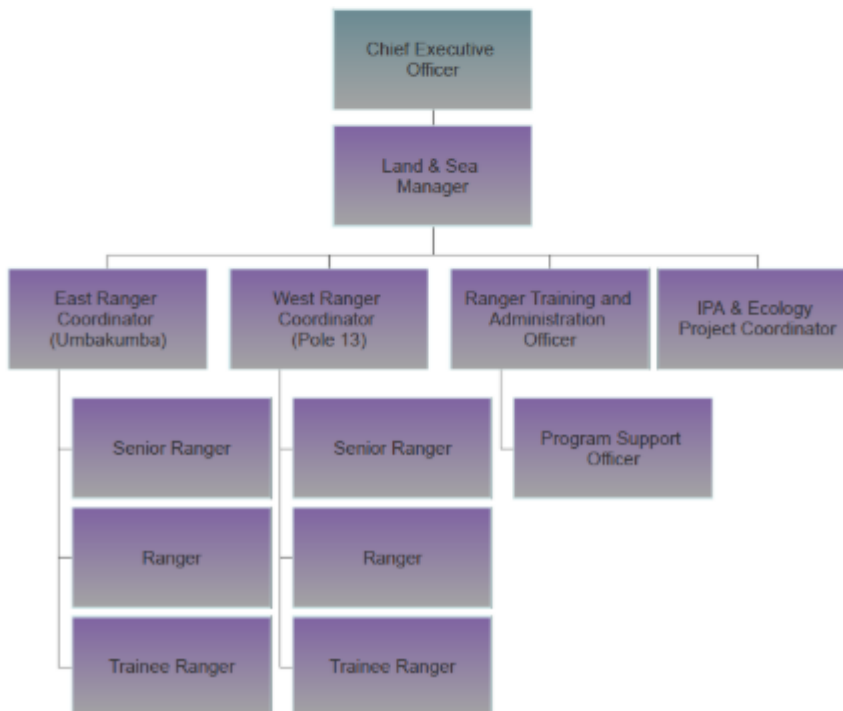 Chief Executive
Officer
Land & Sea
Manager
East Ranger
Coordinator
(Umbakumba)
West Ranger
Coordinator
(Pole 13)
Ranger Training and
Administration
Officer
IPA & Ecology
Project Coordinator
Senior Ranger
Senior Ranger
Program Support
Officer
Ranger
Ranger
Trainee Ranger
Trainee Ranger